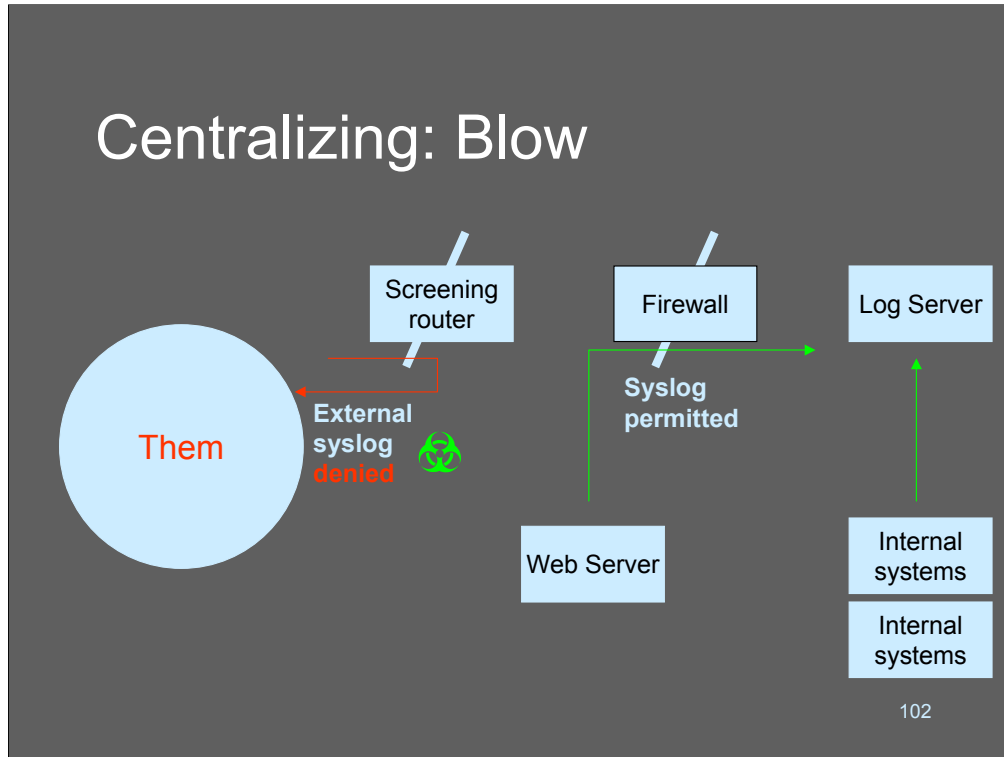 Centralizing: Blow
Screening
router
Firewall
Log Server
Them
External
syslog
denied
Syslog
permitted
Web Server
Internal
systems
Internal
systems
102